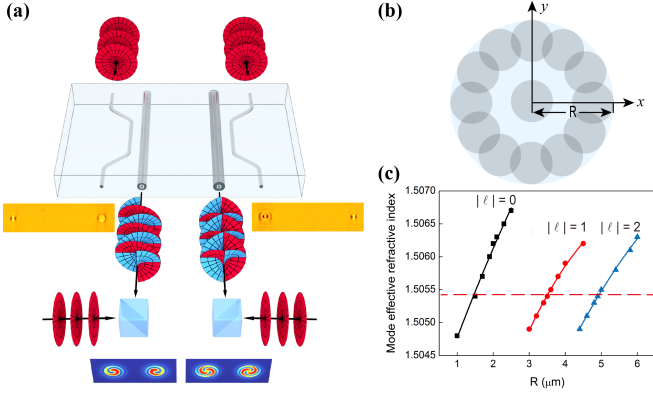 (a)
(b)
y
x
R
(c)
Mode effective refractive index
1.5070
1.5065
1.5060
1.5055
1.5050
1.5045
| ℓ | = 0
| ℓ | = 1
| ℓ | = 2
1 2 3 4 5 6
R (μm)